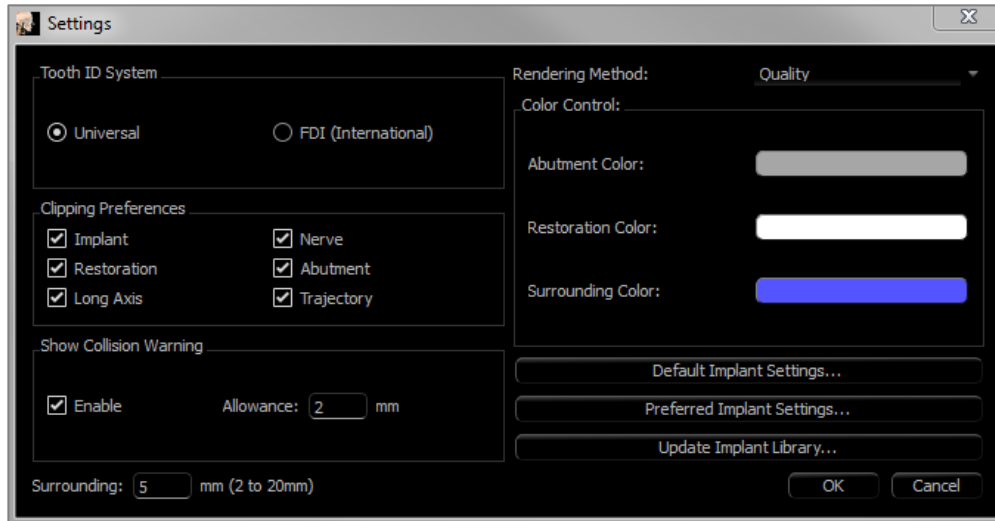 Settings
Tooth ID System
Universal
FDI (International)
Clipping Preferences
Implant
Nerve
Restoration
Abutment
Long Axis
Trajectory
Show Collision Warning
Enable
Allowance: 2 mm
Surrounding: 5 mm (2 to 20mm)
Rendering Method: Quality
Color Control:
Abutment Color:
Restoration Color:
Surrounding Color:
Default Implant Settings...
Preferred Implant Settings...
Update Implant Library...
OK
Cancel